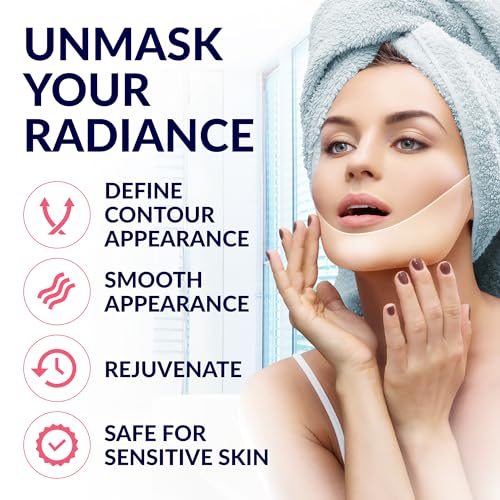 UNMASK
YOUR
RADIANCE
DEFINE
CONTOUR
APPEARANCE
SMOOTH
APPEARANCE
REJUVENATE
SAFE FOR
SENSITIVE SKIN